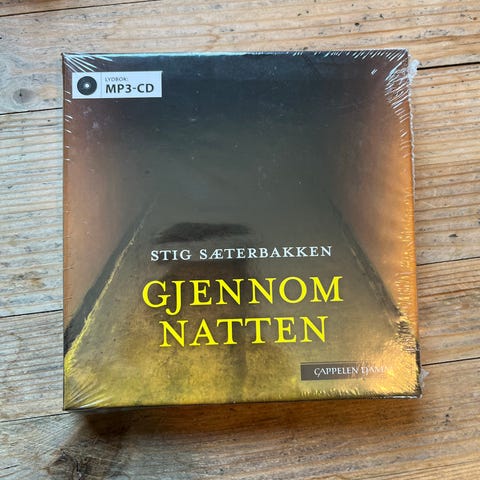 LYDBOK:
MP3-CD
STIG SÆTERBAKKEN
GJENNOM
NATTEN
CAPPELEN DAMM